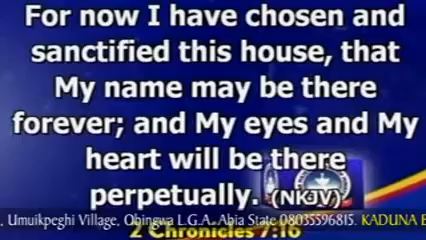 For now I have chosen and
sanctified this house, that
My name may be there
forever; and My eyes and My
heart will be there
perpetually. (NKJV)
., Umuikpeghi Village, Obingwa L.G.A. Abia State 08035596815. KADUNA
2 Chronicles 7:16